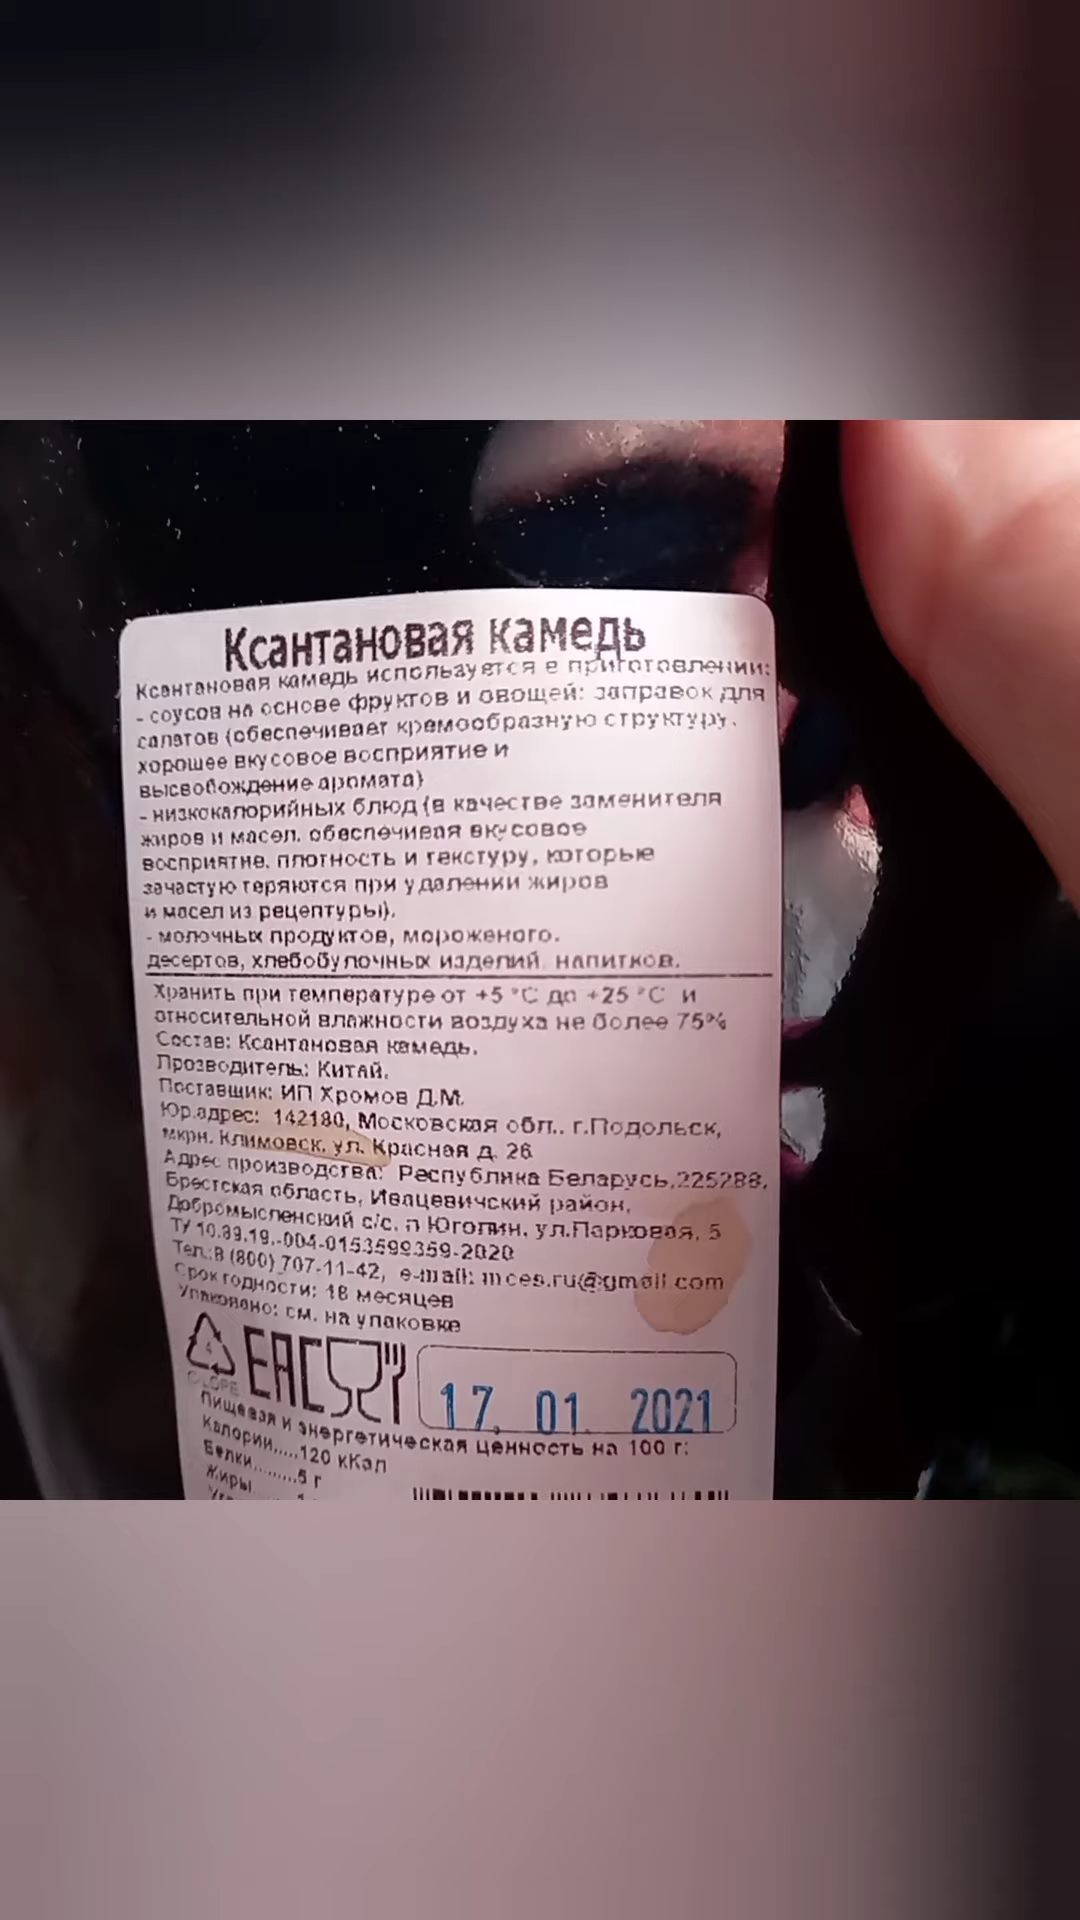 Ксантановая камедь
Ксантановая камедь используется в приготовлении:
- соусов на основе фруктов и овощей: заправок для
салатов (обеспечивает кремообразную структуру,
хорошее вкусовое восприятие и
высвобождение аромата)
- низкокалорийных блюд (в качестве заменителя
жиров и масел, обеспечивая вкусовое
восприятие, плотность и текстуру, которые
зачастую теряются при удалении жиров
и масел из рецептуры).
- молочных продуктов, мороженого.
десертов, хлебобулочных изделий, напитков.
Хранить при температуре от +5 °C до +25 °C и
относительной влажности воздуха не более 75%
Состав: Ксантановая камедь.
Прозводитель: Китай.
Поставщик: ИП Хромов Д.М.
Юр.адрес: 142180, Московская обл.. г.Подольск,
мкрн. Климовск, ул. Красная д. 26
Адрес производства: Республика Беларусь,225288,
Брестская область, Ивацевичский район,
Добромысленский с/с, п Юголин, ул.Парковая, 5
ТУ 10.89.19.-004-0153599359-2020
Тел.:8 (800) 707-11-42, e-mail: mces.ru@gmail.com
Срок годности: 18 месяцев
Упаковано: см. на упаковке
4 EAC
LDPE
17. 01 2021
Пищевая и энергетическая ценность на 100 г:
Калории.....120 кКал
Белки.........5 г
Жиры